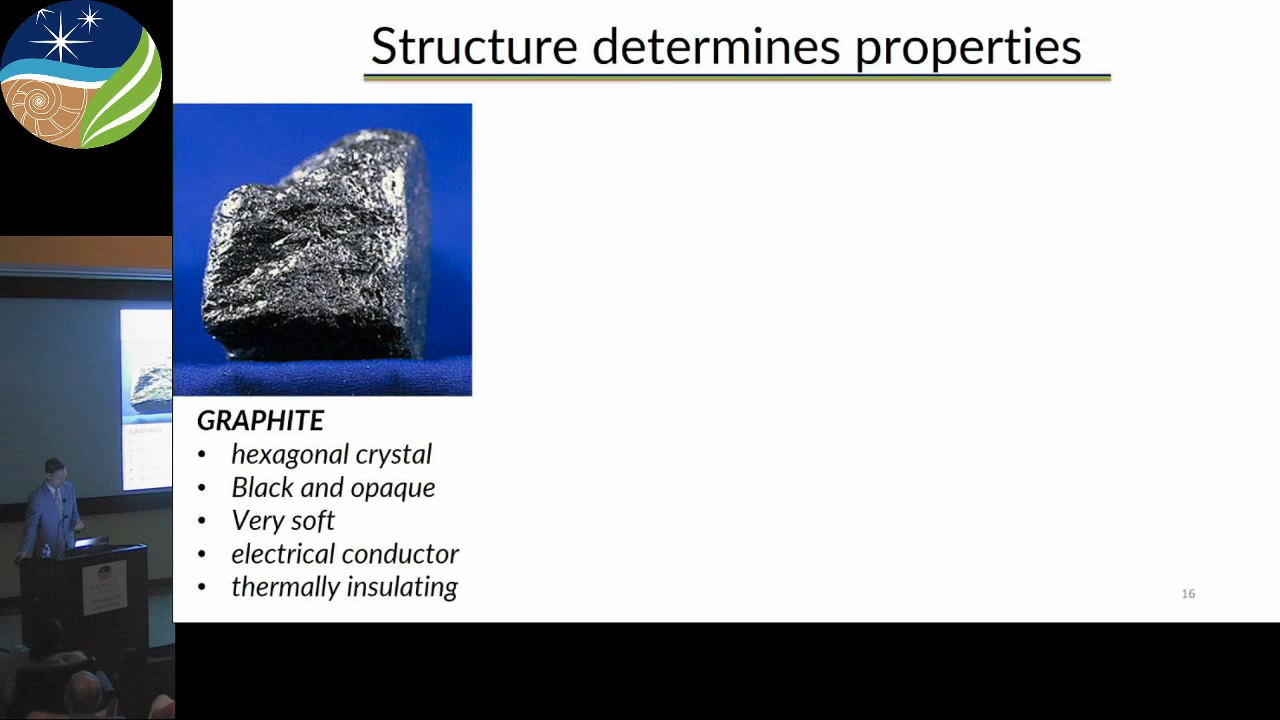 Structure determines properties
GRAPHITE
• hexagonal crystal
• Black and opaque
• Very soft
• electrical conductor
• thermally insulating
16